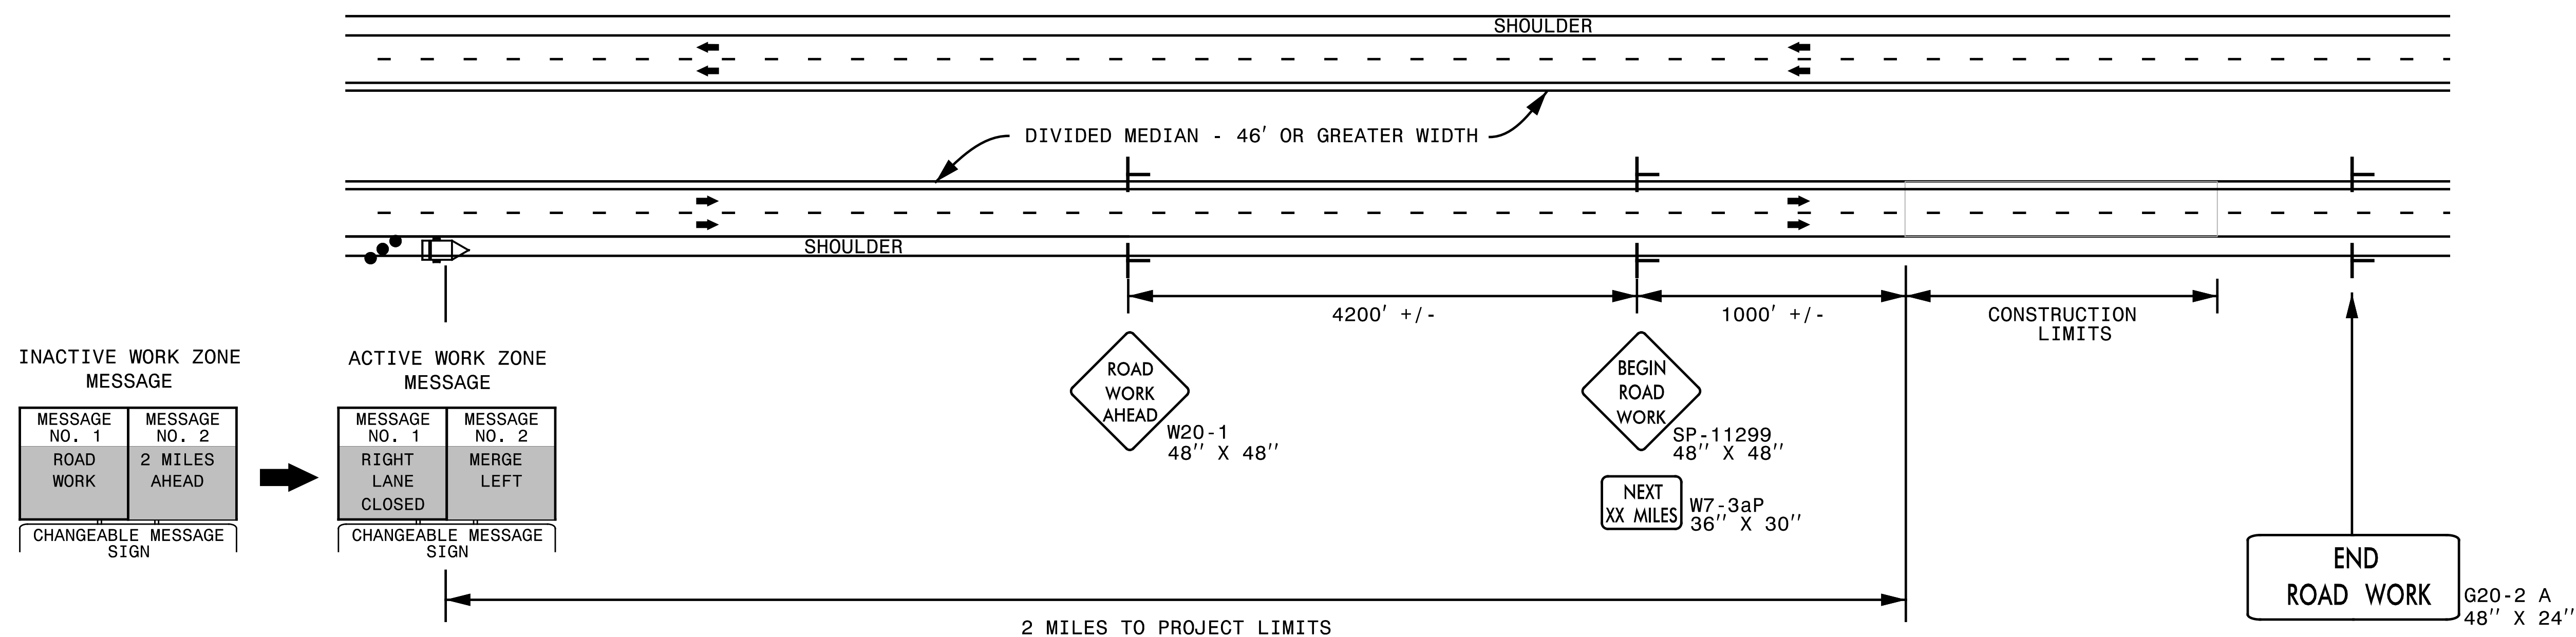 SHOULDER
DIVIDED MEDIAN - 46' OR GREATER WIDTH
SHOULDER
4200' +/-
1000' +/-
CONSTRUCTION
LIMITS
INACTIVE WORK ZONE
MESSAGE
MESSAGE
NO. 1
MESSAGE
NO. 2
ROAD
WORK
2 MILES
AHEAD
CHANGEABLE MESSAGE
SIGN
ACTIVE WORK ZONE
MESSAGE
MESSAGE
NO. 1
MESSAGE
NO. 2
RIGHT
LANE
CLOSED
MERGE
LEFT
CHANGEABLE MESSAGE
SIGN
ROAD
WORK
AHEAD
W20-1
48'' X 48''
BEGIN
ROAD
WORK
SP-11299
48'' X 48''
NEXT
XX MILES
W7-3aP
36'' X 30''
END
ROAD WORK
G20-2 A
48'' X 24''
2 MILES TO PROJECT LIMITS